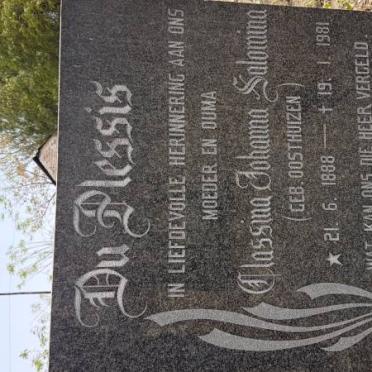 Du Plessis
IN LIEFDEVOLLE HERINNERING AAN ONS
MOEDER EN OUMA
Classina Johanna Salomina
(GEB. OOSTHUIZEN)
★ 21. 6. 1888 — † 19. 1. 1981
WAT KAN ONS DIE HEER VERGELD